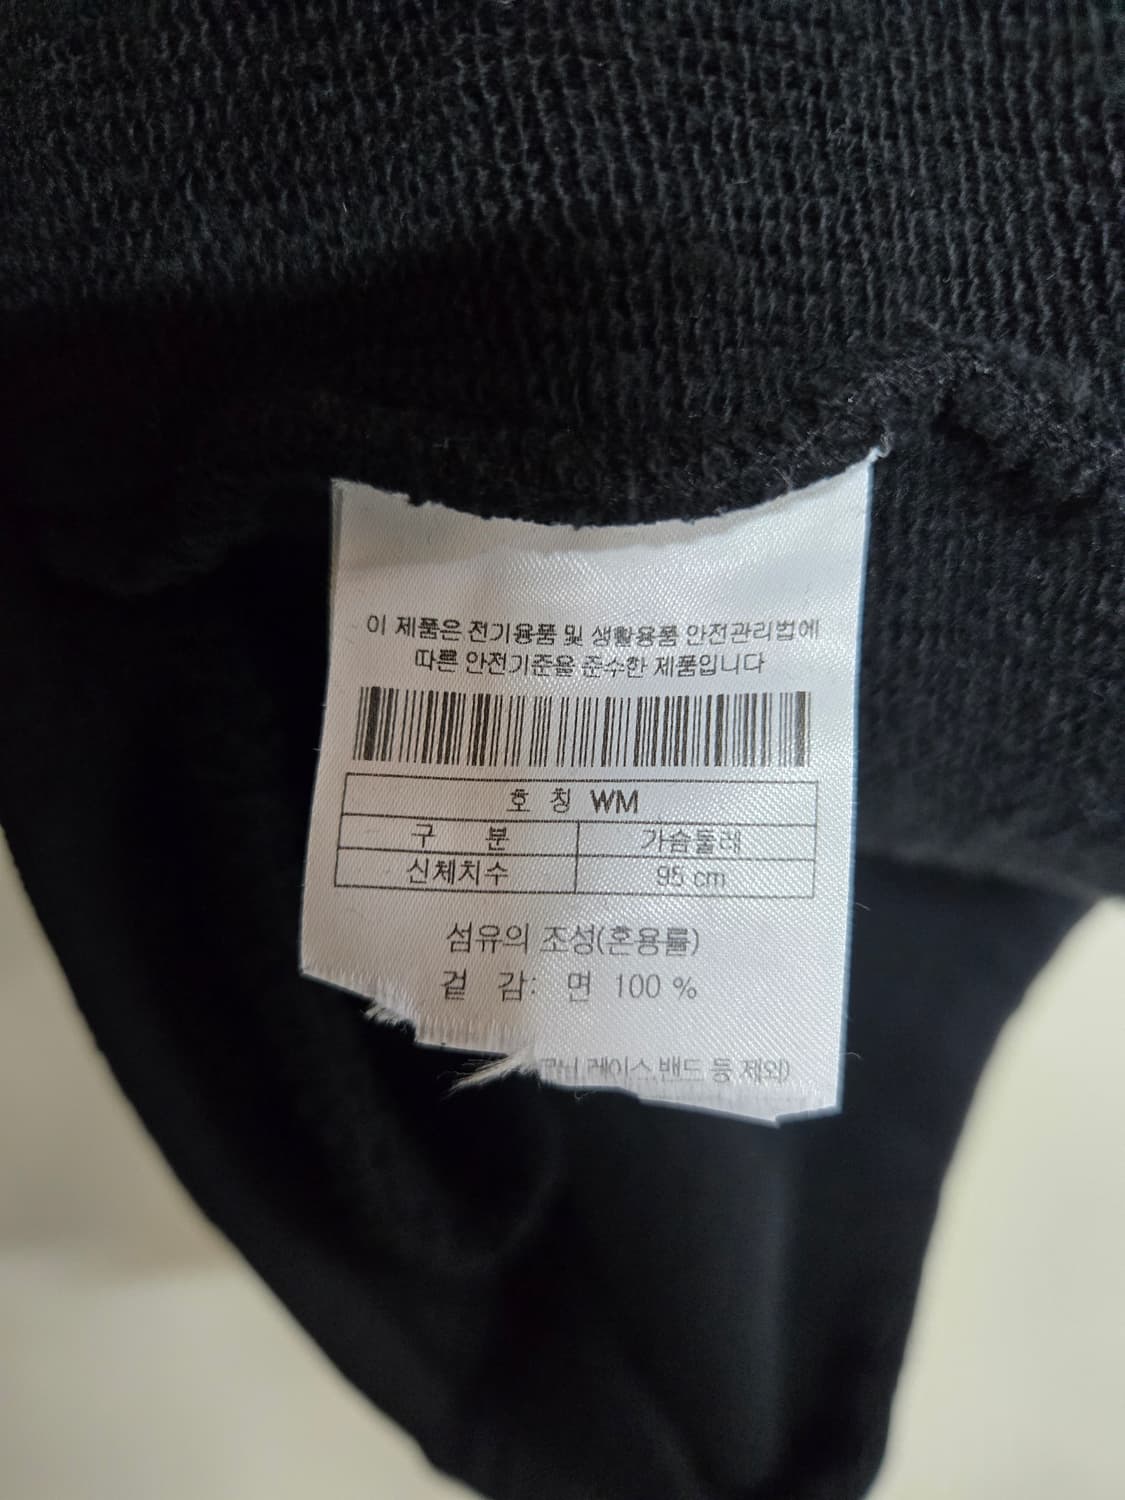 이 제품은 전기용품 및 생활용품 안전관리법에
따른 안전기준을 준수한 제품입니다
호 칭 WM
구 분 가슴둘레
신체치수 95 cm
섬유의 조성(혼용률)
겉 감: 면 100 %
레이스,밴드 등 제외)